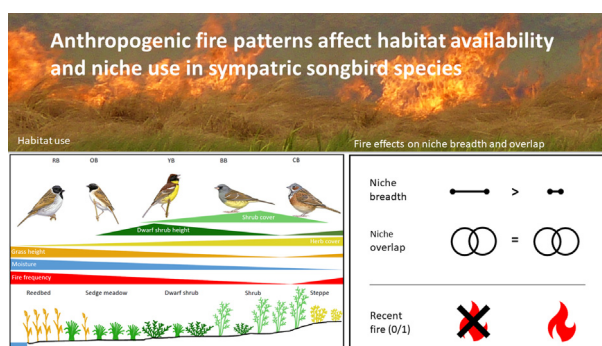 Anthropogenic fire patterns affect habitat availability
and niche use in sympatric songbird species
Habitat use
Fire effects on niche breadth and overlap
RB OB YB BB CB
Shrub cover
Dwarf shrub height
Herb cover
Grass height
Moisture
Fire frequency
Reedbed Sedge meadow Dwarf shrub Shrub Steppe
Niche
breadth
>
Niche
overlap
=
Recent
fire (0/1)